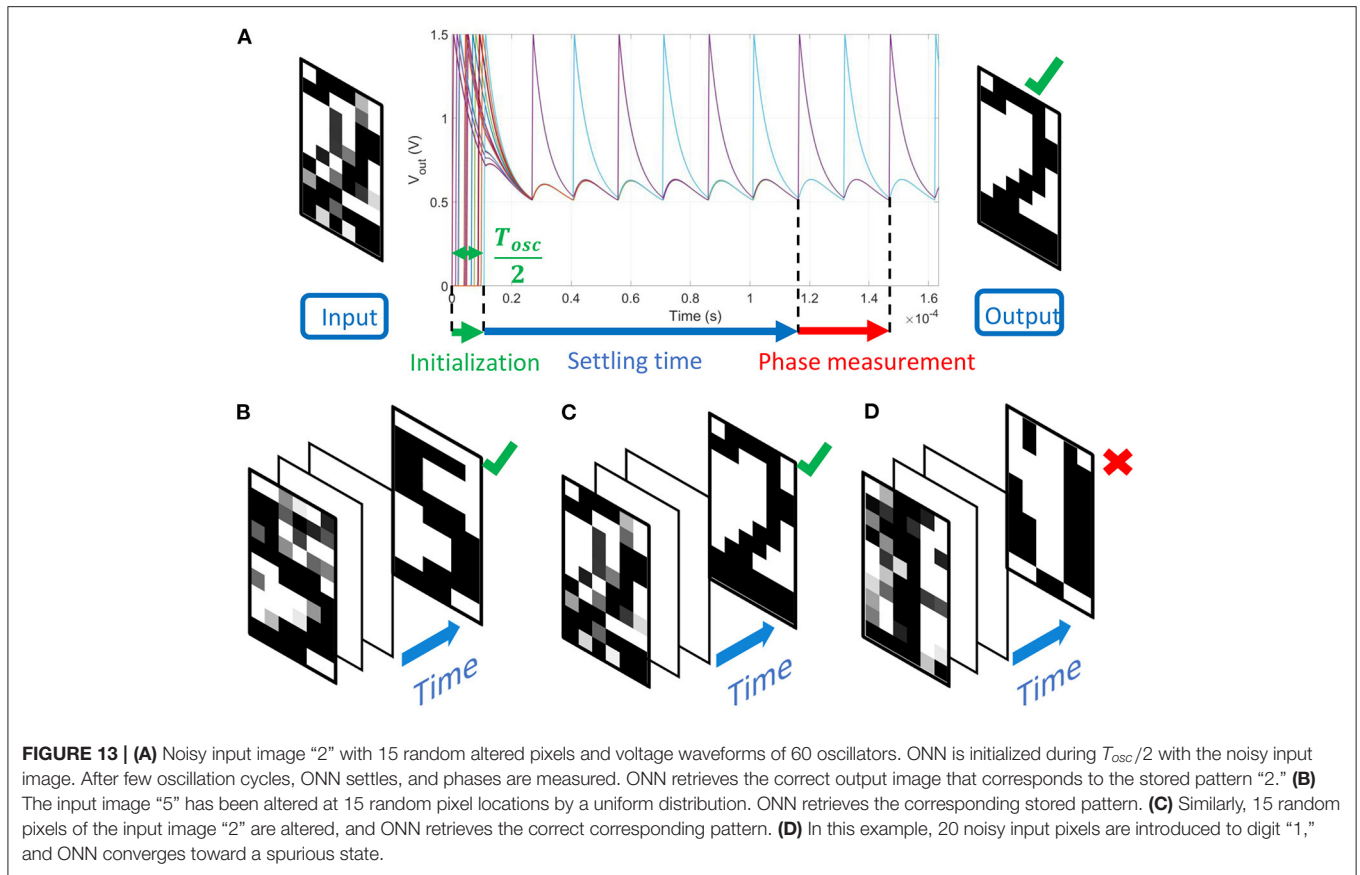 A
1.5
1
0.5
0
V_out (V)
T_osc
2
0 0.2 0.4 0.6 0.8 1 1.2 1.4 1.6
Time (s)
×10⁻⁴
Input
Output
Initialization Settling time Phase measurement
B
C
D
Time
Time
Time
FIGURE 13 | (A) Noisy input image “2” with 15 random altered pixels and voltage waveforms of 60 oscillators. ONN is initialized during T_osc/2 with the noisy input
image. After few oscillation cycles, ONN settles, and phases are measured. ONN retrieves the correct output image that corresponds to the stored pattern “2.” (B)
The input image “5” has been altered at 15 random pixel locations by a uniform distribution. ONN retrieves the corresponding stored pattern. (C) Similarly, 15 random
pixels of the input image “2” are altered, and ONN retrieves the correct corresponding pattern. (D) In this example, 20 noisy input pixels are introduced to digit “1,”
and ONN converges toward a spurious state.